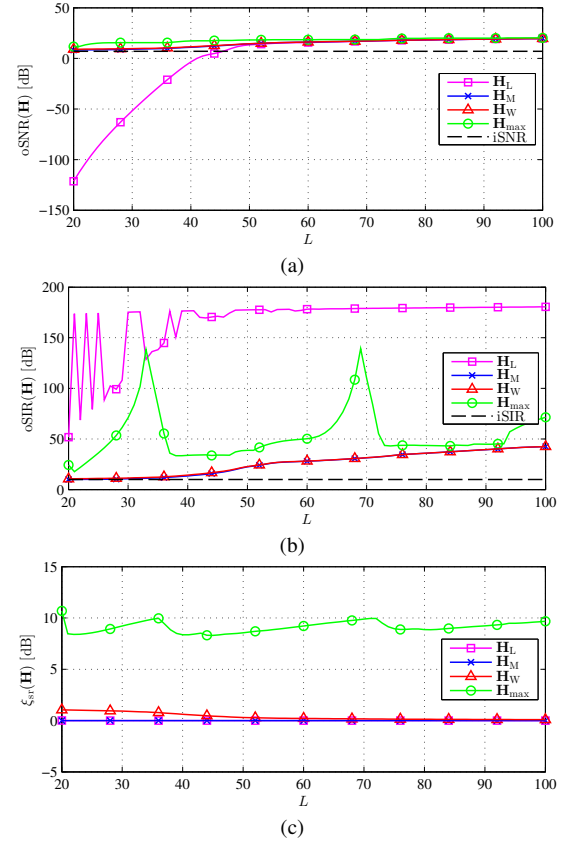 50
0
−50
−100
−150
oSNR(H) [dB]
H_L
H_M
H_W
H_max
iSNR
20 30 40 50 60 70 80 90 100
L
(a)
200
150
100
50
0
oSIR(H) [dB]
H_L
H_M
H_W
H_max
iSIR
20 30 40 50 60 70 80 90 100
L
(b)
15
10
5
0
−5
ξ_sr(H) [dB]
H_L
H_M
H_W
H_max
20 30 40 50 60 70 80 90 100
L
(c)